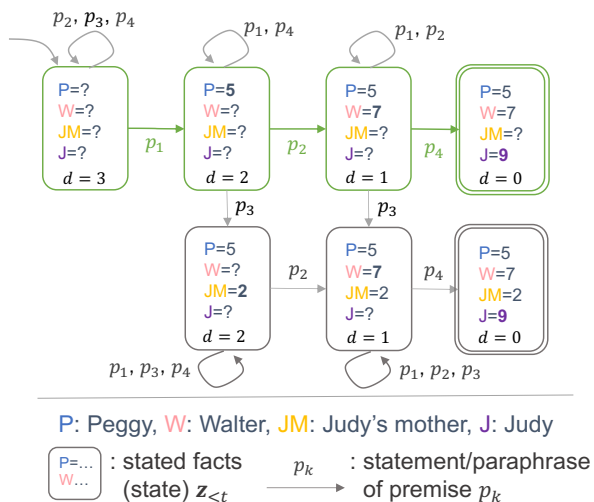 p₂, p₃, p₄
p₁, p₄
p₁, p₂
P=?
W=?
JM=?
J=?
d = 3
p₁
P=5
W=?
JM=?
J=?
d = 2
p₂
P=5
W=7
JM=?
J=?
d = 1
p₄
P=5
W=7
JM=?
J=9
d = 0
p₃
p₃
P=5
W=?
JM=2
J=?
d = 2
p₂
P=5
W=7
JM=2
J=?
d = 1
p₄
P=5
W=7
JM=2
J=9
d = 0
p₁, p₃, p₄
p₁, p₂, p₃
P: Peggy, W: Walter, JM: Judy's mother, J: Judy
P=...
W...
: stated facts
(state) z<t
pₖ
: statement/paraphrase
of premise pₖ